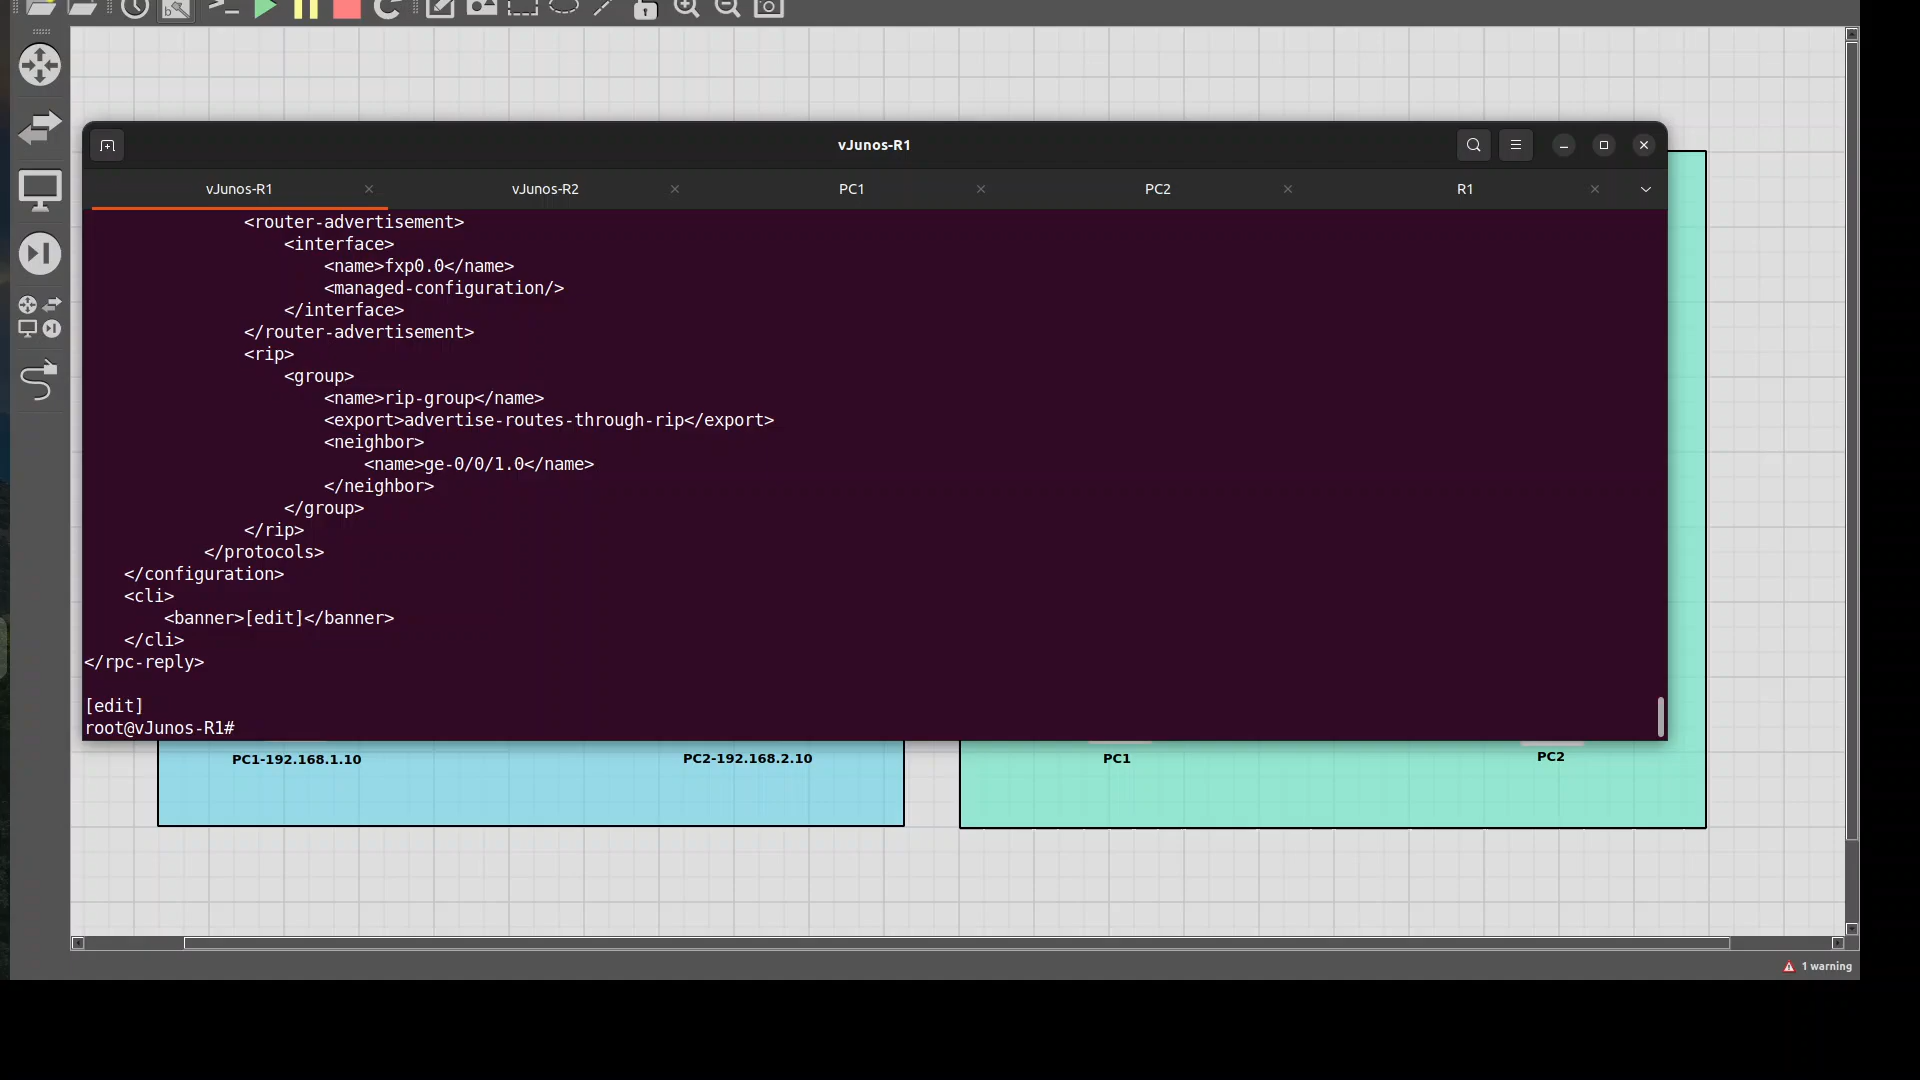 vJunos-R1
vJunos-R1
vJunos-R2
PC1
PC2
R1
<router-advertisement>
<interface>
<name>fxp0.0</name>
<managed-configuration/>
</interface>
</router-advertisement>
<rip>
<group>
<name>rip-group</name>
<export>advertise-routes-through-rip</export>
<neighbor>
<name>ge-0/0/1.0</name>
</neighbor>
</group>
</rip>
</protocols>
</configuration>
<cli>
<banner>[edit]</banner>
</cli>
</rpc-reply>
[edit]
root@vJunos-R1#
PC1-192.168.1.10
PC2-192.168.2.10
PC1
PC2
1 warning